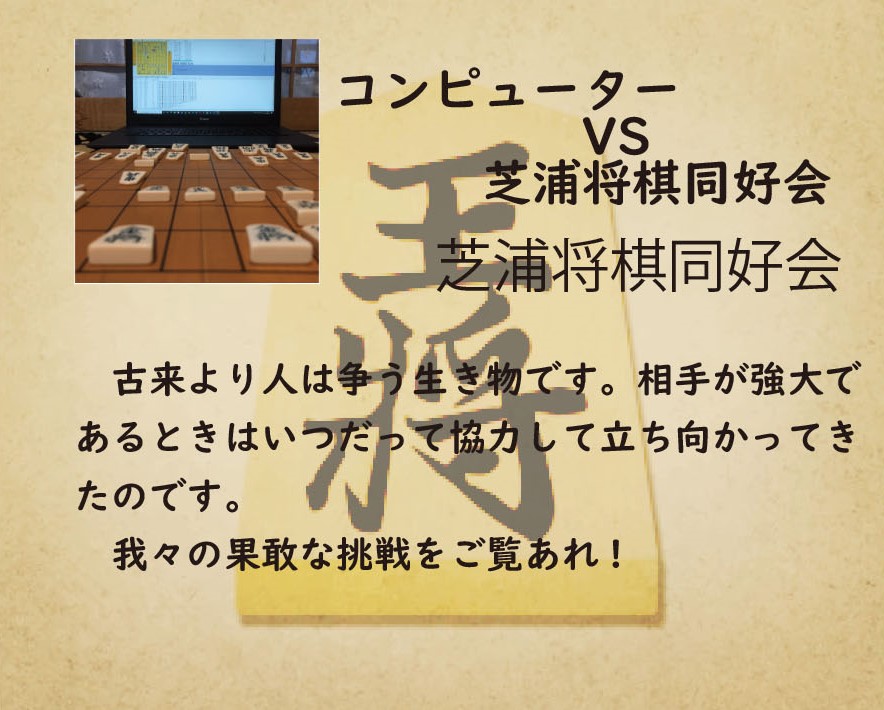 コンピューター
VS
芝浦将棋同好会
芝浦将棋同好会
王
將
　古来より人は争う生き物です。相手が強大で
あるときはいつだって協力して立ち向かってき
たのです。
　我々の果敢な挑戦をご覧あれ！